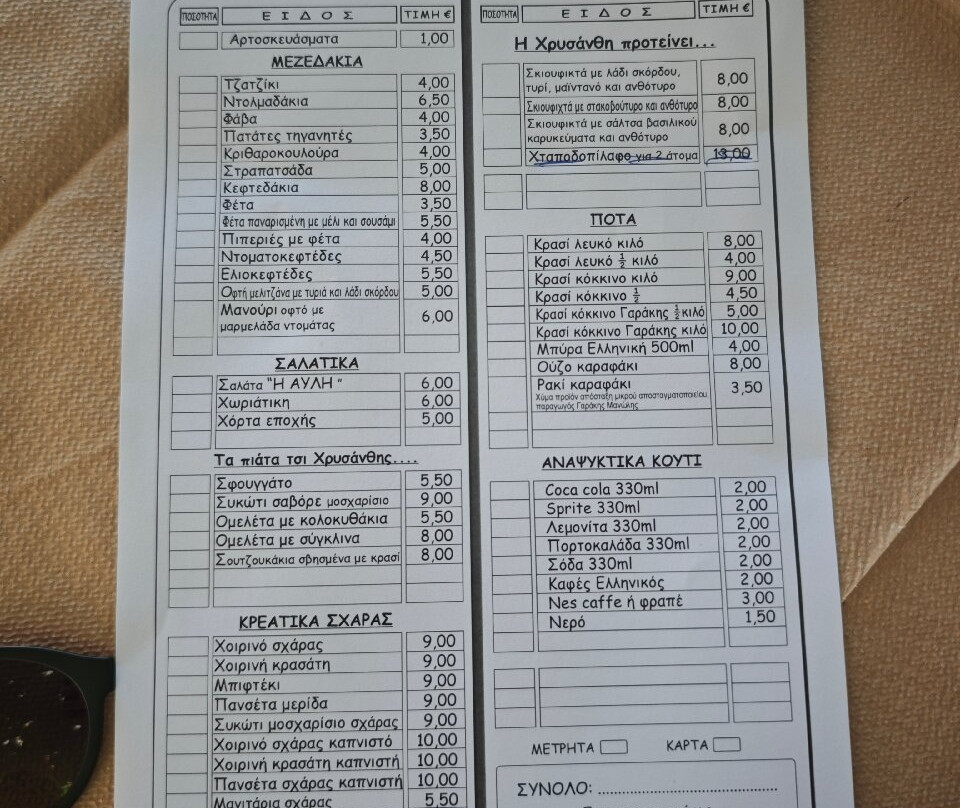 ΠΟΣΟΤΗΤΑ ΕΙΔΟΣ ΤΙΜΗ €
Αρτοσκευάσματα 1,00
ΜΕΖΕΔΑΚΙΑ
Τζατζίκι 4,00
Ντολμαδάκια 6,50
Φάβα 4,00
Πατάτες τηγανητές 3,50
Κριθαροκουλούρα 4,00
Στραπατσάδα 5,00
Κεφτεδάκια 8,00
Φέτα 3,50
Φέτα παναρισμένη με μέλι και σουσάμι 5,50
Πιπεριές με φέτα 4,00
Ντοματοκεφτέδες 4,50
Ελιοκεφτέδες 5,50
Οφτή μελιτζάνα με τυριά και λάδι σκόρδου 5,00
Μανούρι οφτό με
μαρμελάδα ντομάτας 6,00
ΣΑΛΑΤΙΚΑ
Σαλάτα "Η ΑΥΛΗ" 6,00
Χωριάτικη 6,00
Χόρτα εποχής 5,00
Τα πιάτα τσι Χρυσάνθης....
Σφουγγάτο 5,50
Συκώτι σαβόρε μοσχαρίσιο 9,00
Ομελέτα με κολοκυθάκια 5,50
Ομελέτα με σύγκλινα 8,00
Σουτζουκάκια σβησμένα με κρασί 8,00
ΚΡΕΑΤΙΚΑ ΣΧΑΡΑΣ
Χοιρινό σχάρας 9,00
Χοιρινή κρασάτη 9,00
Μπιφτέκι 9,00
Πανσέτα μερίδα 9,00
Συκώτι μοσχαρίσιο σχάρας 9,00
Χοιρινό σχάρας καπνιστό 10,00
Χοιρινή κρασάτη καπνιστή 10,00
Πανσέτα σχάρας καπνιστή 10,00
Μανιτάρια σχάρας 5,50
ΠΟΣΟΤΗΤΑ ΕΙΔΟΣ ΤΙΜΗ €
Η Χρυσάνθη προτείνει...
Σκιουφικτά με λάδι σκόρδου,
τυρί, μαϊντανό και ανθότυρο 8,00
Σκιουφιχτά με στακοβούτυρο και ανθότυρο 8,00
Σκιουφικτά με σάλτσα βασιλικού
καρυκεύματα και ανθότυρο 8,00
Χταποδοπίλαφο για 2 άτομα 13,00
ΠΟΤΑ
Κρασί λευκό κιλό 8,00
Κρασί λευκό ½ κιλό 4,00
Κρασί κόκκινο κιλό 9,00
Κρασί κόκκινο ½ 4,50
Κρασί κόκκινο Γαράκης ½ κιλό 5,00
Κρασί κόκκινο Γαράκης κιλό 10,00
Μπύρα Ελληνική 500ml 4,00
Ούζο καραφάκι 8,00
Ρακί καραφάκι 3,50
Χύμα προϊόν απόσταξη μικρού αποσταγματοποιείου,
παραγωγός Γαράκης Μανώλης.
ΑΝΑΨΥΚΤΙΚΑ ΚΟΥΤΙ
Coca cola 330ml 2,00
Sprite 330ml 2,00
Λεμονίτα 330ml 2,00
Πορτοκαλάδα 330ml 2,00
Σόδα 330ml 2,00
Καφές Ελληνικός 2,00
Nes caffe ή φραπέ 3,00
Νερό 1,50
ΜΕΤΡΗΤΑ ΚΑΡΤΑ
ΣΥΝΟΛΟ: ..............................